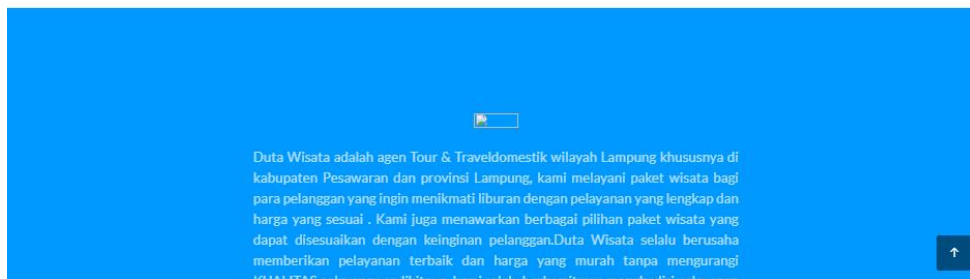 Duta Wisata adalah agen Tour & Traveldomestik wilayah Lampung khususnya di
kabupaten Pesawaran dan provinsi Lampung, kami melayani paket wisata bagi
para pelanggan yang ingin menikmati liburan dengan pelayanan yang lengkap dan
harga yang sesuai . Kami juga menawarkan berbagai pilihan paket wisata yang
dapat disesuaikan dengan keinginan pelanggan.Duta Wisata selalu berusaha
memberikan pelayanan terbaik dan harga yang murah tanpa mengurangi
KUALITAS